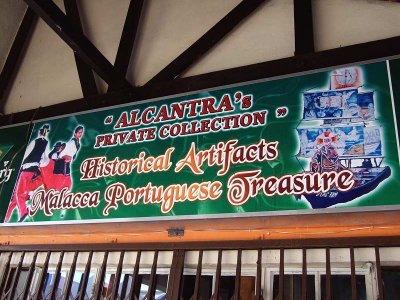 " ALCANTRA's
PRIVATE COLLECTION "
Historical Artifacts
Malacca Portuguese Treasure